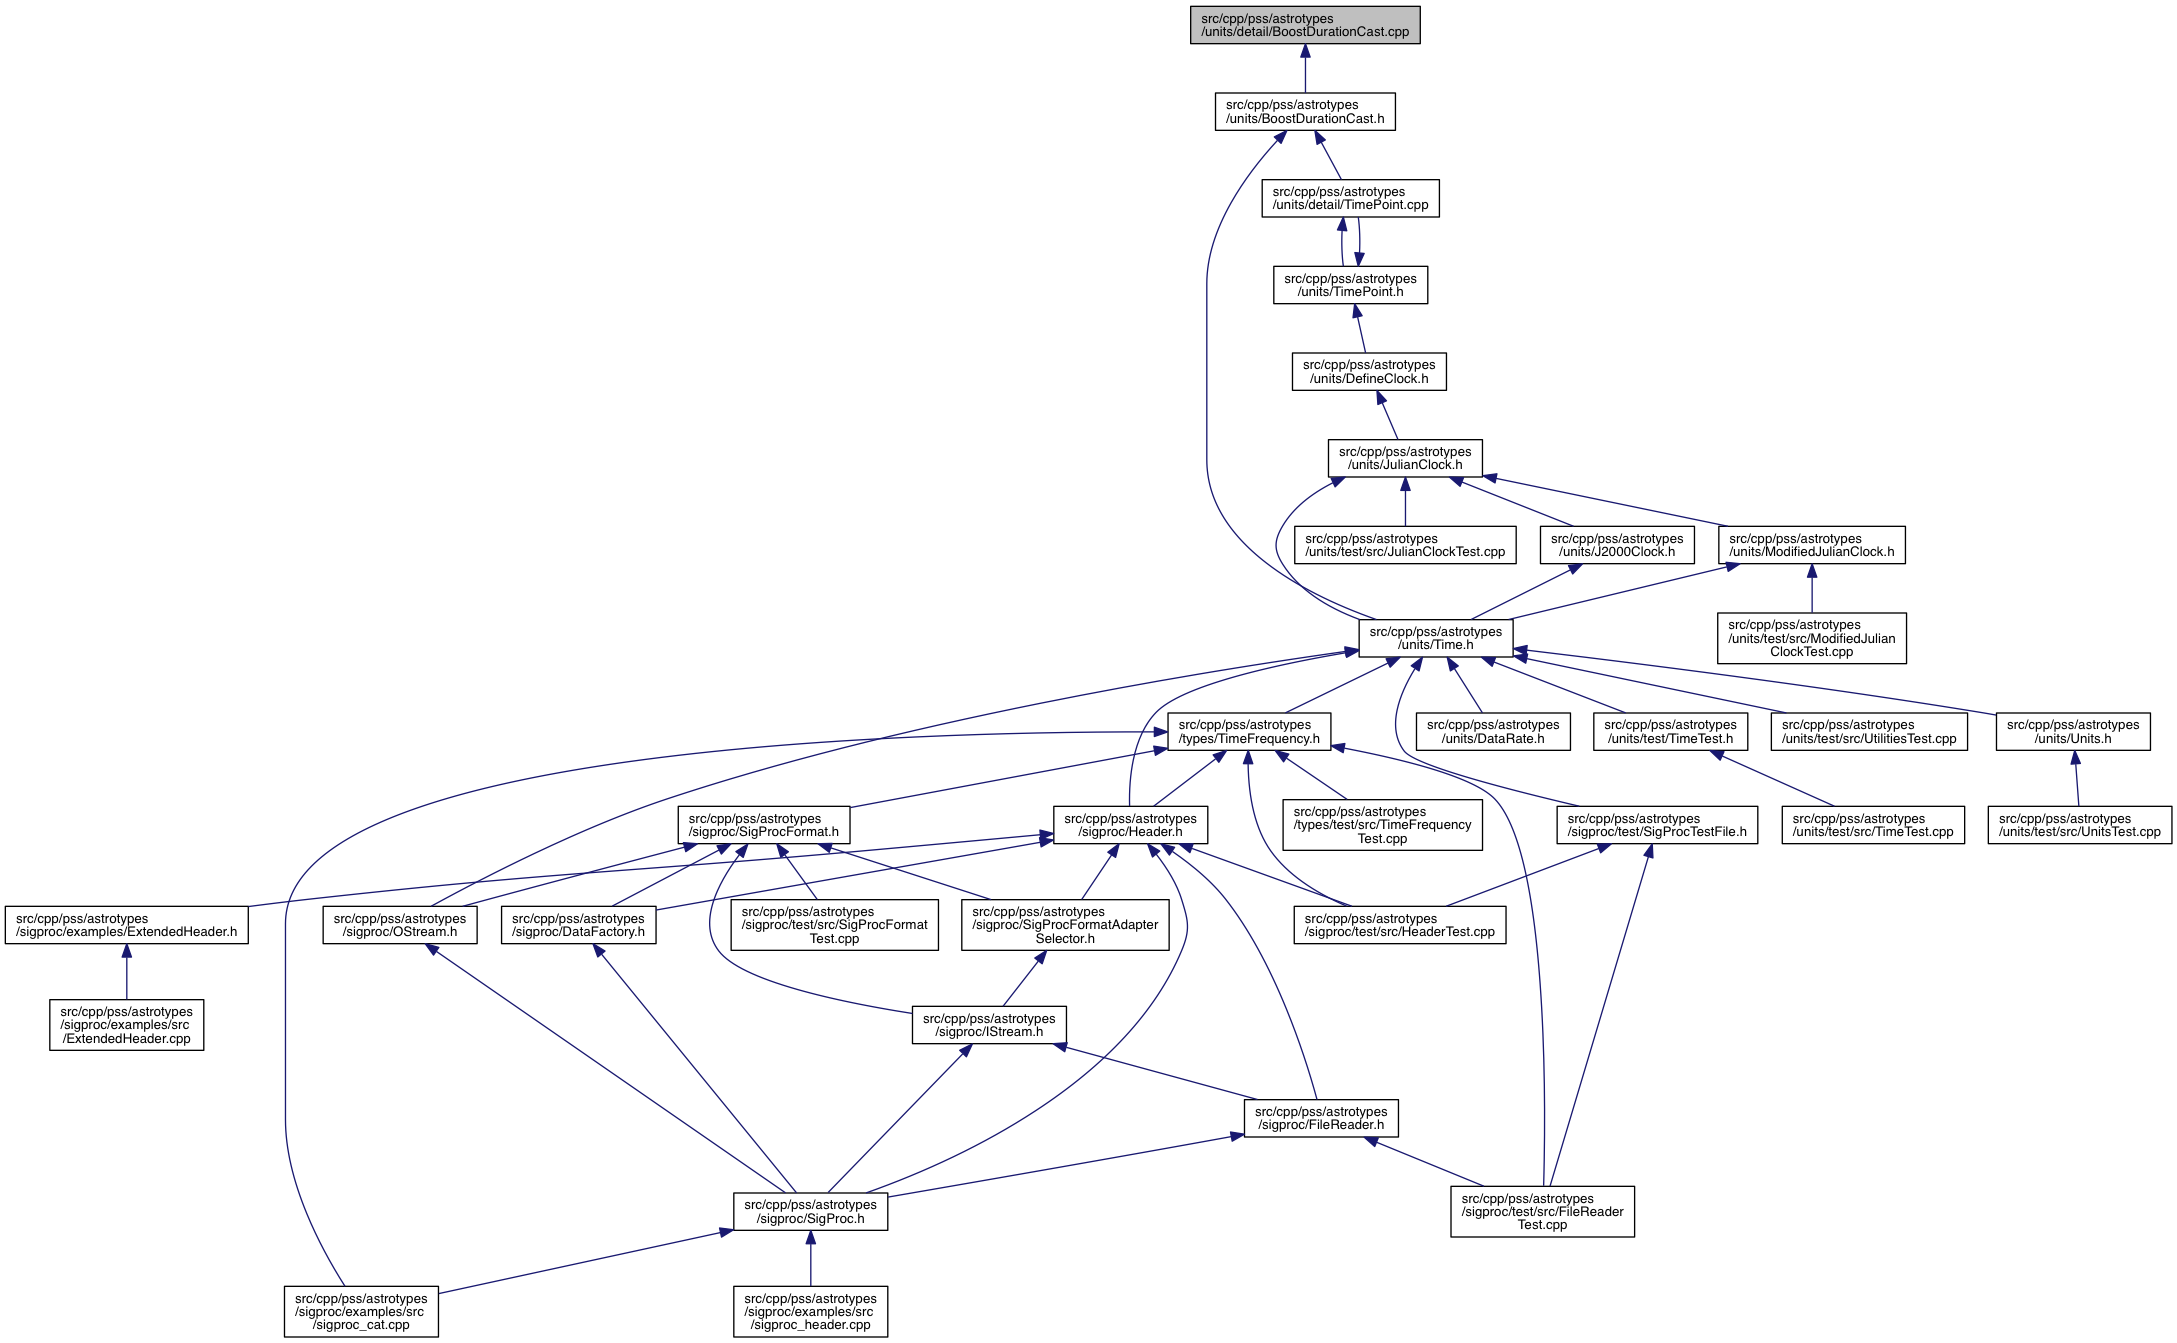 src/cpp/pss/astrotypes
/units/detail/BoostDurationCast.cpp
src/cpp/pss/astrotypes
/units/BoostDurationCast.h
src/cpp/pss/astrotypes
/units/detail/TimePoint.cpp
src/cpp/pss/astrotypes
/units/TimePoint.h
src/cpp/pss/astrotypes
/units/DefineClock.h
src/cpp/pss/astrotypes
/units/JulianClock.h
src/cpp/pss/astrotypes
/units/test/src/JulianClockTest.cpp
src/cpp/pss/astrotypes
/units/J2000Clock.h
src/cpp/pss/astrotypes
/units/ModifiedJulianClock.h
src/cpp/pss/astrotypes
/units/Time.h
src/cpp/pss/astrotypes
/units/test/src/ModifiedJulian
ClockTest.cpp
src/cpp/pss/astrotypes
/types/TimeFrequency.h
src/cpp/pss/astrotypes
/units/DataRate.h
src/cpp/pss/astrotypes
/units/test/TimeTest.h
src/cpp/pss/astrotypes
/units/test/src/UtilitiesTest.cpp
src/cpp/pss/astrotypes
/units/Units.h
src/cpp/pss/astrotypes
/sigproc/SigProcFormat.h
src/cpp/pss/astrotypes
/sigproc/Header.h
src/cpp/pss/astrotypes
/types/test/src/TimeFrequency
Test.cpp
src/cpp/pss/astrotypes
/sigproc/test/SigProcTestFile.h
src/cpp/pss/astrotypes
/units/test/src/TimeTest.cpp
src/cpp/pss/astrotypes
/units/test/src/UnitsTest.cpp
src/cpp/pss/astrotypes
/sigproc/examples/ExtendedHeader.h
src/cpp/pss/astrotypes
/sigproc/OStream.h
src/cpp/pss/astrotypes
/sigproc/DataFactory.h
src/cpp/pss/astrotypes
/sigproc/test/src/SigProcFormat
Test.cpp
src/cpp/pss/astrotypes
/sigproc/SigProcFormatAdapter
Selector.h
src/cpp/pss/astrotypes
/sigproc/test/src/HeaderTest.cpp
src/cpp/pss/astrotypes
/sigproc/examples/src
/ExtendedHeader.cpp
src/cpp/pss/astrotypes
/sigproc/IStream.h
src/cpp/pss/astrotypes
/sigproc/FileReader.h
src/cpp/pss/astrotypes
/sigproc/SigProc.h
src/cpp/pss/astrotypes
/sigproc/test/src/FileReader
Test.cpp
src/cpp/pss/astrotypes
/sigproc/examples/src
/sigproc_cat.cpp
src/cpp/pss/astrotypes
/sigproc/examples/src
/sigproc_header.cpp